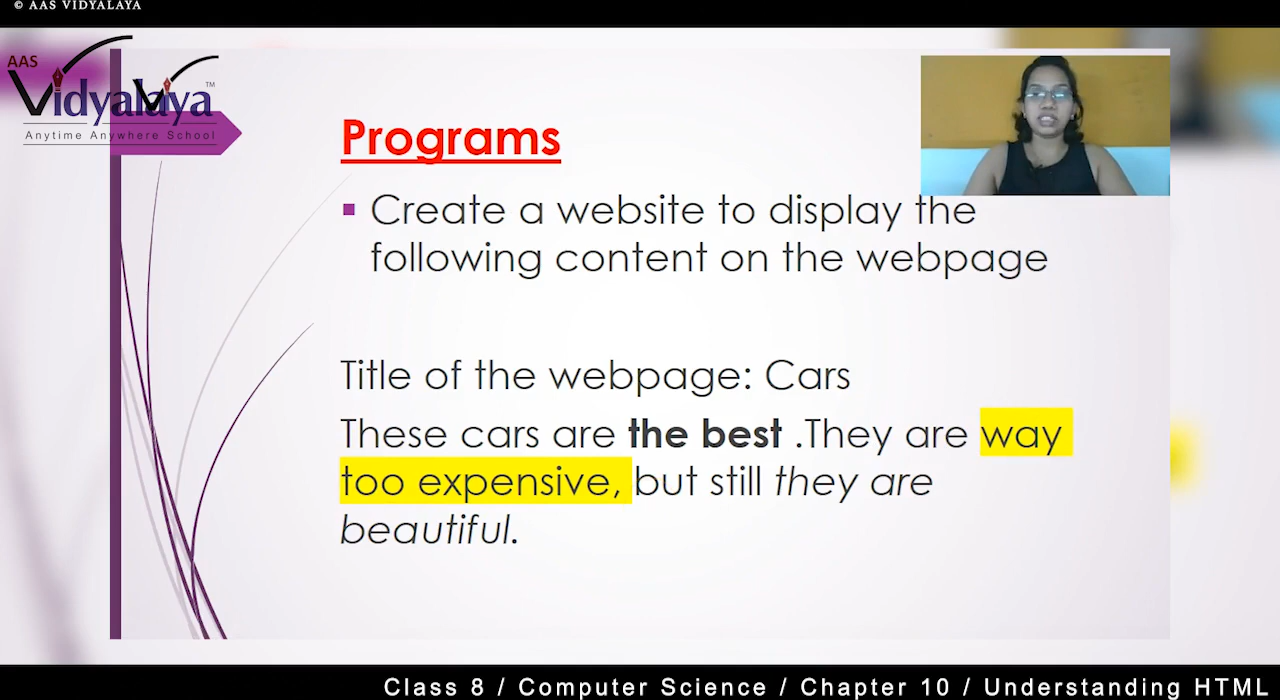 © AAS VIDYALAYA
AAS
Vidyalaya™
Anytime Anywhere School
Programs
Create a website to display the
following content on the webpage
Title of the webpage: Cars
These cars are the best .They are way
too expensive, but still they are
beautiful.
Class 8 / Computer Science / Chapter 10 / Understanding HTML